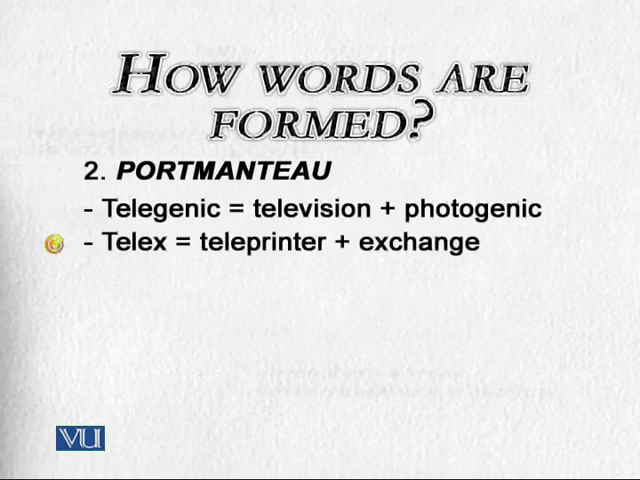 HOW WORDS ARE
FORMED?
2. PORTMANTEAU
- Telegenic = television + photogenic
- Telex = teleprinter + exchange
VU